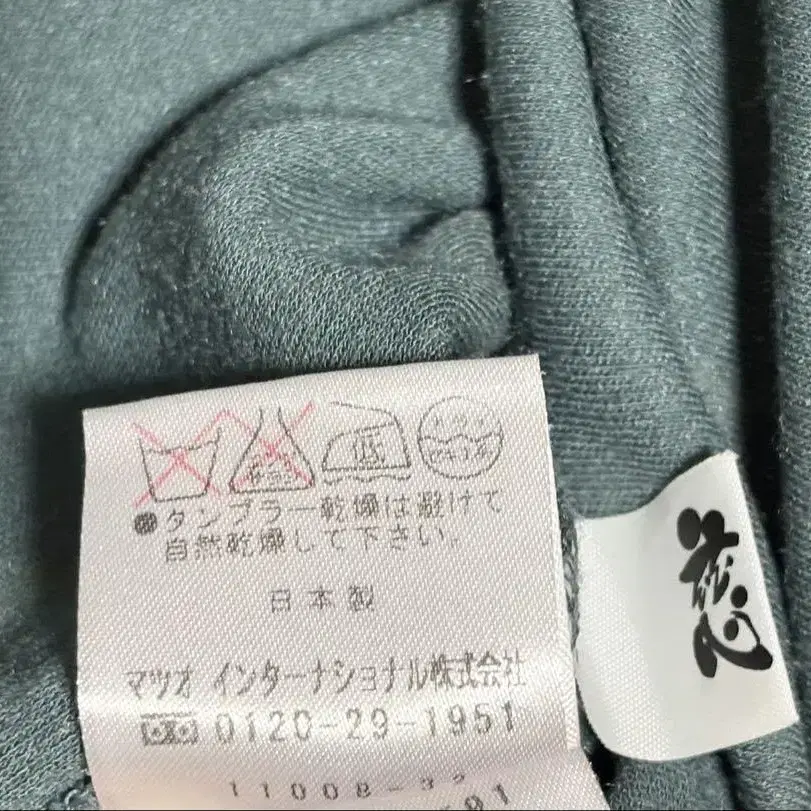 低
タンブラー乾燥は避けて
自然乾燥して下さい。
日本製
マツオ インターナショナル株式会社
0120-29-1951